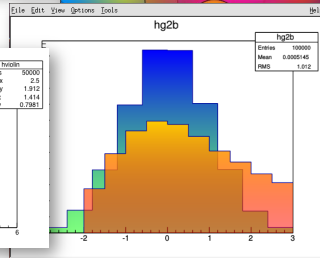 File Edit View Options Tools
hg2b
hg2b
Entries 100000
Mean 0.0005145
RMS 1.012
hviolin
50000
2.5
1.912
1.414
0.7981
6
-2 -1 0 1 2 3